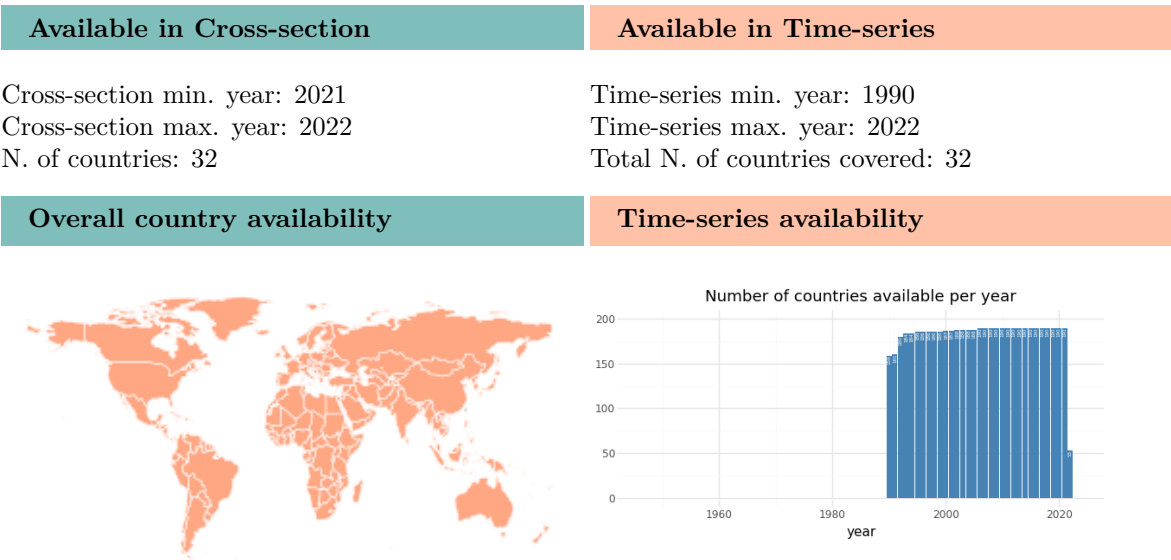 Available in Cross-section
Available in Time-series
Cross-section min. year: 2021
Cross-section max. year: 2022
N. of countries: 32
Time-series min. year: 1990
Time-series max. year: 2022
Total N. of countries covered: 32
Overall country availability
Time-series availability
Number of countries available per year
200
150
100
50
0
1960
1980
2000
2020
year